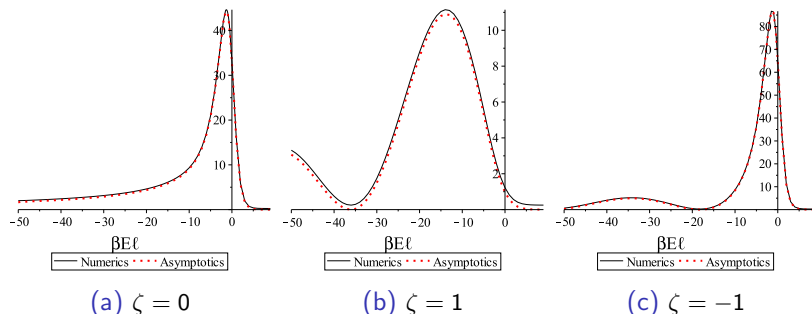 40
30
20
10
-50 -40 -30 -20 -10 0
βEℓ
Numerics Asymptotics
(a) ζ = 0
10
8
6
4
2
-50 -40 -30 -20 -10 0
βEℓ
Numerics Asymptotics
(b) ζ = 1
80
70
60
50
40
30
20
10
-50 -40 -30 -20 -10 0
βEℓ
Numerics Asymptotics
(c) ζ = −1